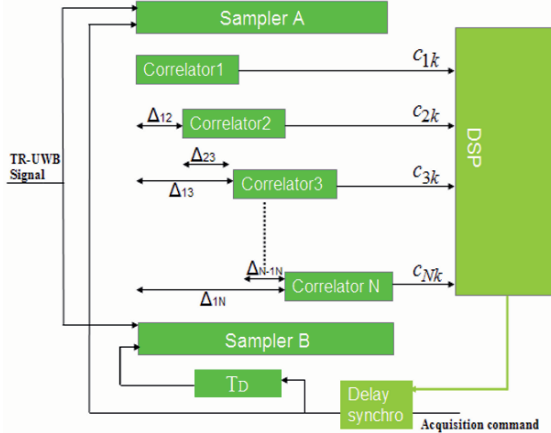 Sampler A
Correlator1
c1k
Δ12
Correlator2
c2k
DSP
TR-UWB
Signal
Δ23
Δ13
Correlator3
c3k
ΔN-1N
Δ1N
Correlator N
cNk
Sampler B
TD
Delay
synchro
Acquisition command